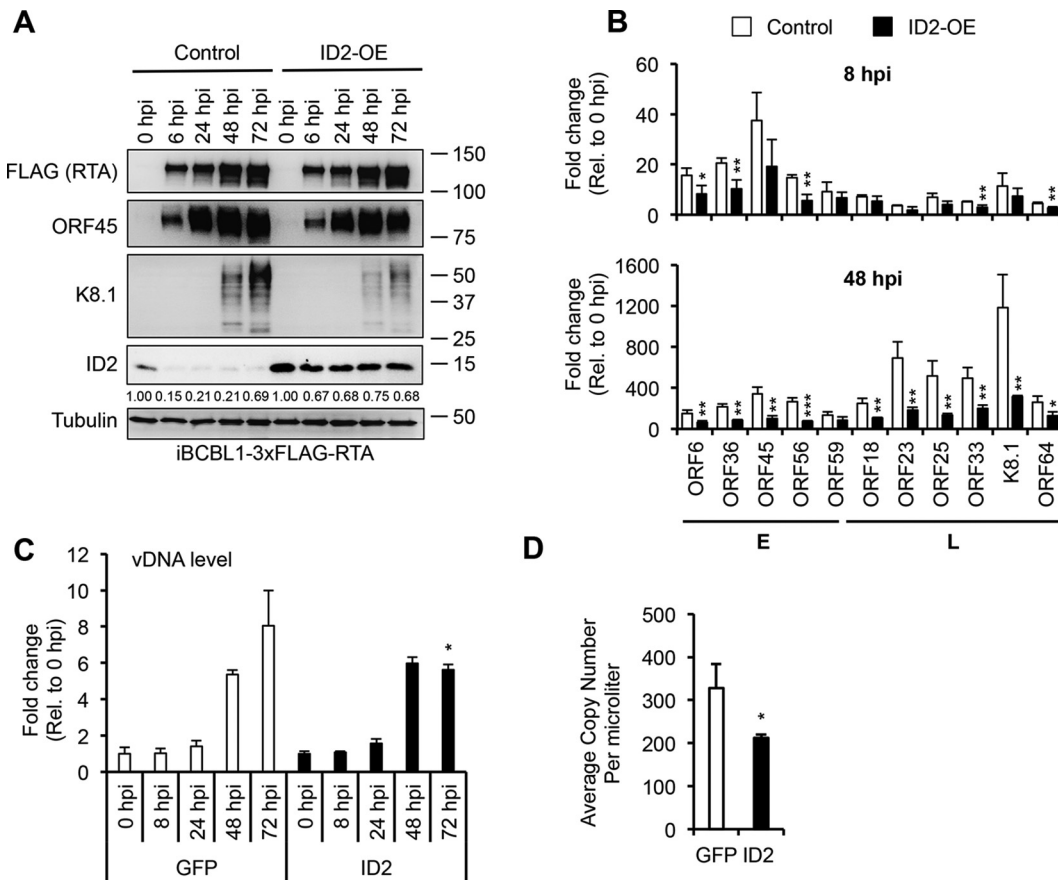 A
Control ID2-OE
0 hpi 6 hpi 24 hpi 48 hpi 72 hpi 0 hpi 6 hpi 24 hpi 48 hpi 72 hpi
FLAG (RTA)
150
100
ORF45
75
K8.1
50
37
25
ID2
15
1.00 0.15 0.21 0.21 0.69 1.00 0.67 0.68 0.75 0.68
Tubulin
50
iBCBL1-3xFLAG-RTA
B
Control ID2-OE
8 hpi
Fold change
(Rel. to 0 hpi)
60
40
20
0
* ** ** ** **
48 hpi
Fold change
(Rel. to 0 hpi)
1600
1200
800
400
0
** ** ** *** ** ** ** ** ** *
ORF6 ORF36 ORF45 ORF56 ORF59 ORF18 ORF23 ORF25 ORF33 K8.1 ORF64
E L
C
vDNA level
Fold change
(Rel. to 0 hpi)
12
10
8
6
4
2
0
*
0 hpi 8 hpi 24 hpi 48 hpi 72 hpi 0 hpi 8 hpi 24 hpi 48 hpi 72 hpi
GFP ID2
D
Average Copy Number
Per microliter
500
400
300
200
100
0
*
GFP ID2